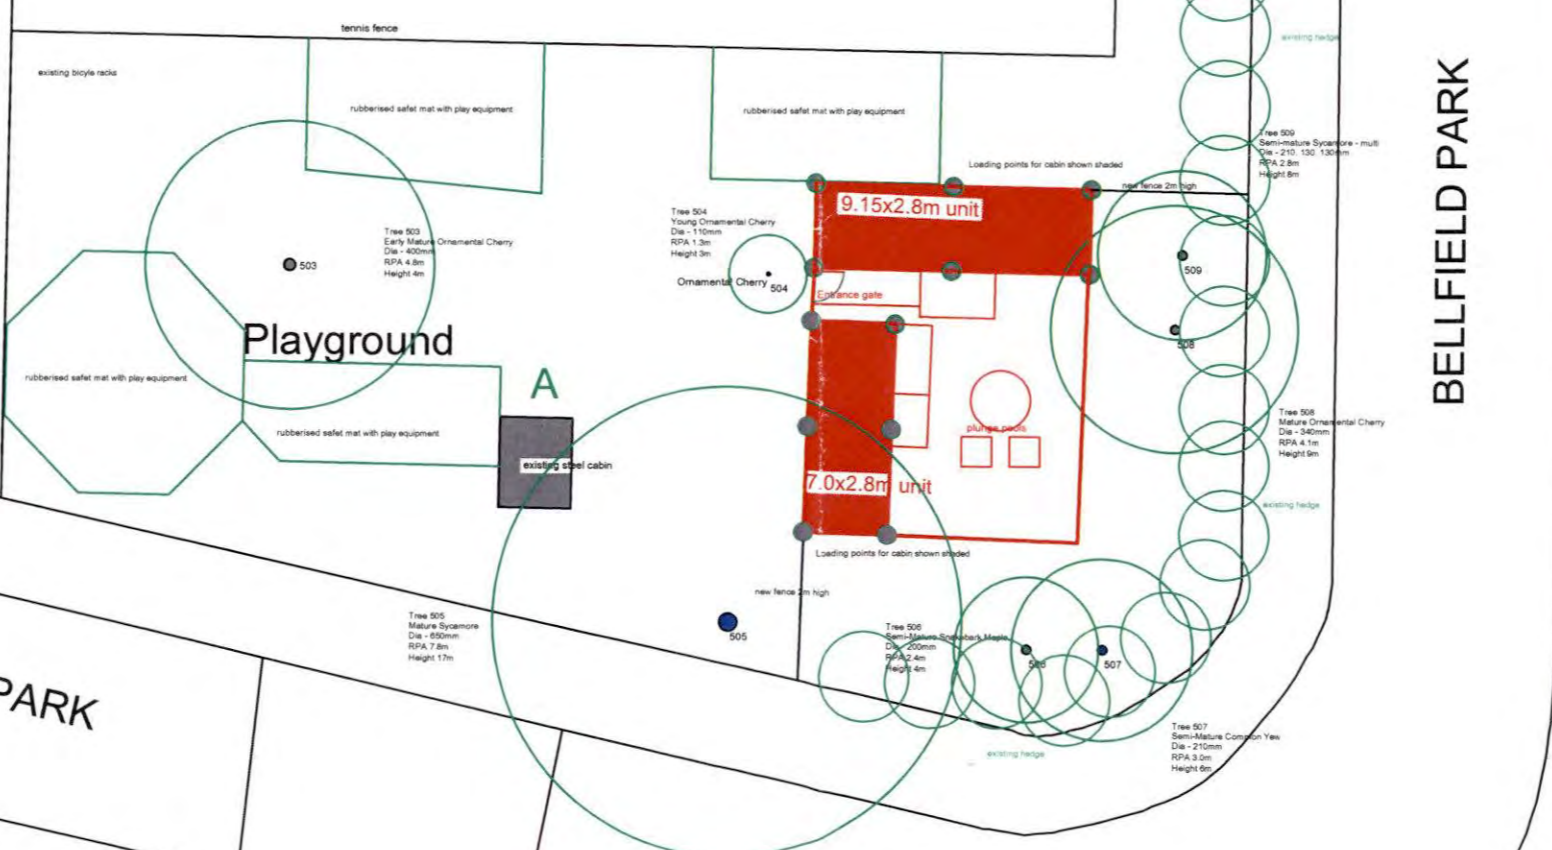 tennis fence
existing hedge
existing bicyle racks
rubberised safet mat with play equipment
rubberised safet mat with play equipment
BELLFIELD PARK
Tree 509
Semi-mature Sycamore - multi
Dia - 210. 130. 130mm
RPA 2.8m
Height 8m
Loading points for cabin shown shaded
new fence 2m high
9.15x2.8m unit
Tree 504
Young Ornamental Cherry
Dia - 110mm
RPA 1.3m
Height 3m
Ornamental Cherry
504
Tree 503
Early Mature Ornamental Cherry
Dia - 400mm
RPA 4.8m
Height 4m
503
509
Entrance gate
508
Playground
A
rubberised safet mat with play equipment
rubberised safet mat with play equipment
existing steel cabin
plunge pools
Tree 508
Mature Ornamental Cherry
Dia - 340mm
RPA 4.1m
Height 9m
7.0x2.8m unit
existing hedge
Loading points for cabin shown shaded
new fence 2m high
Tree 505
Mature Sycamore
Dia - 650mm
RPA 7.8m
Height 17m
505
Tree 506
Semi-Mature Snakebark Maple
Dia - 200mm
RPA 2.4m
Height 4m
506
507
PARK
existing hedge
Tree 507
Semi-Mature Common Yew
Dia - 210mm
RPA 3.0m
Height 6m